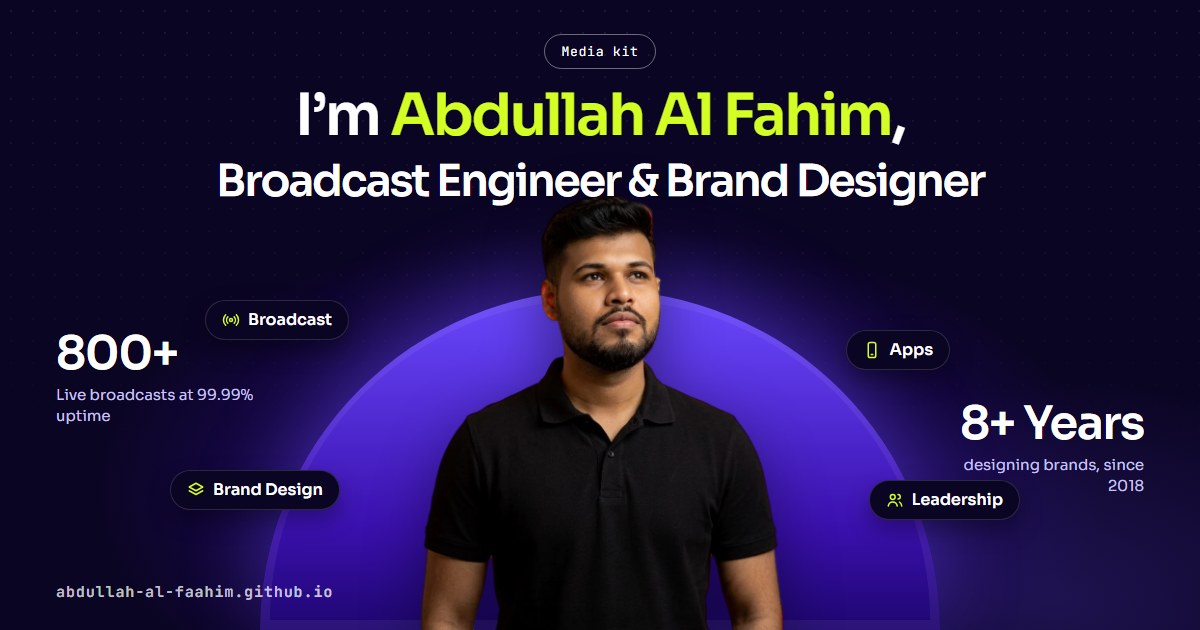 Media kit
I’m Abdullah Al Fahim,
Broadcast Engineer & Brand Designer
Broadcast
800+
Live broadcasts at 99.99%
uptime
Brand Design
Apps
8+ Years
designing brands, since
2018
Leadership
abdullah-al-faahim.github.io